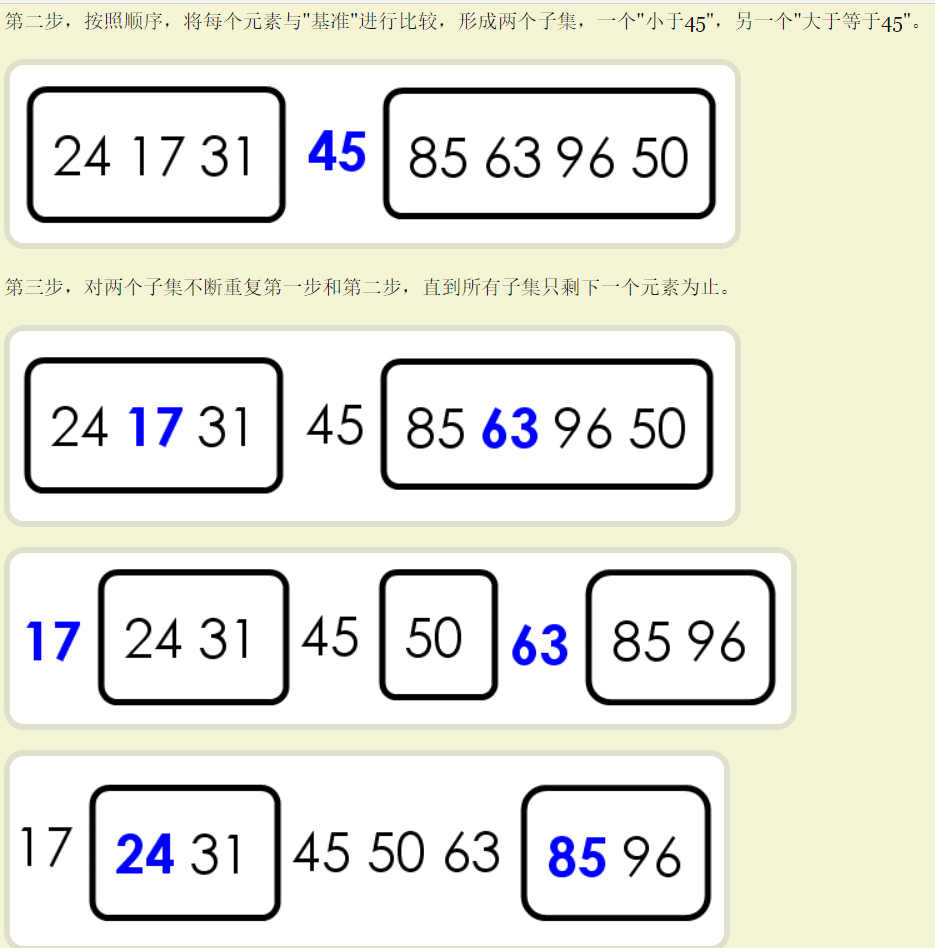 第二步，按照顺序，将每个元素与"基准"进行比较，形成两个子集，一个"小于45"，另一个"大于等于45"。
24 17 31 45 85 63 96 50
第三步，对两个子集不断重复第一步和第二步，直到所有子集只剩下一个元素为止。
24 17 31 45 85 63 96 50
17 24 31 45 50 63 85 96
17 24 31 45 50 63 85 96